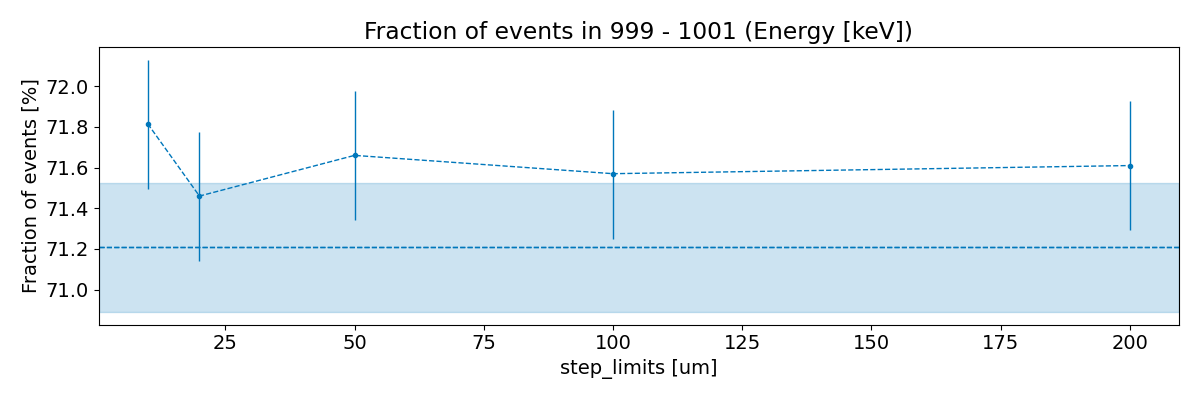 Fraction of events in 999 - 1001 (Energy [keV])
Fraction of events [%]
72.0
71.8
71.6
71.4
71.2
71.0
25 50 75 100 125 150 175 200
step_limits [um]